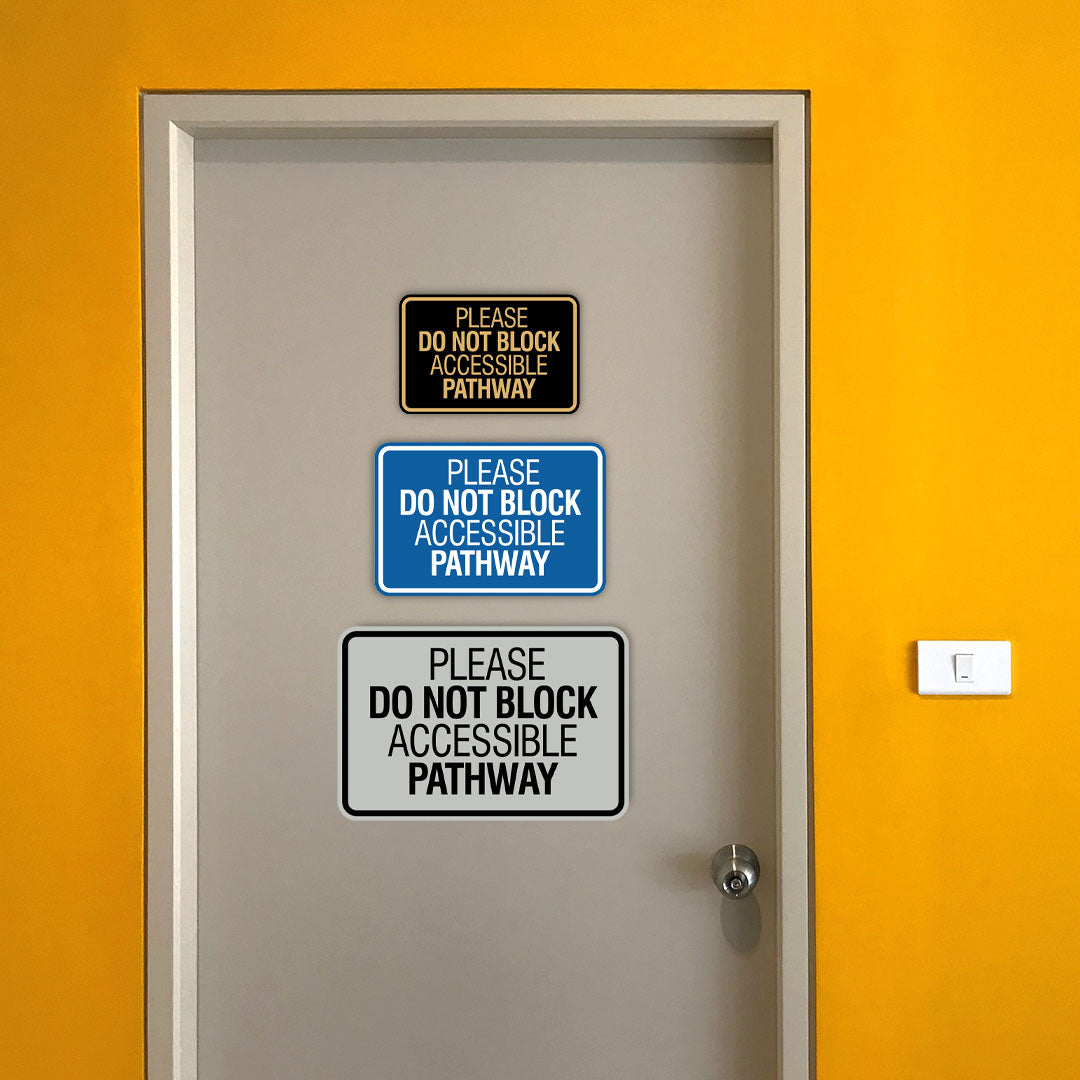 PLEASE
DO NOT BLOCK
ACCESSIBLE
PATHWAY
PLEASE
DO NOT BLOCK
ACCESSIBLE
PATHWAY
PLEASE
DO NOT BLOCK
ACCESSIBLE
PATHWAY